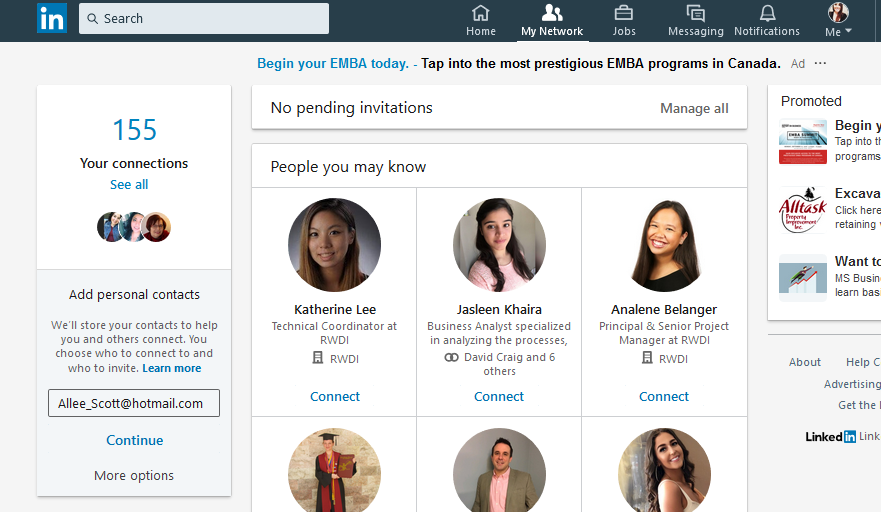 in
Search
Home
My Network
Jobs
Messaging
Notifications
Me
Begin your EMBA today. - Tap into the most prestigious EMBA programs in Canada. Ad ...
155
Your connections
See all
Add personal contacts
We'll store your contacts to help
you and others connect. You
choose who to connect to and
who to invite. Learn more
Allee_Scott@hotmail.com
Continue
More options
No pending invitations
Manage all
People you may know
Katherine Lee
Technical Coordinator at
RWDI
RWDI
Connect
Jasleen Khaira
Business Analyst specialized
in analyzing the processes,
David Craig and 6
others
Connect
Analene Belanger
Principal & Senior Project
Manager at RWDI
RWDI
Connect
Promoted
EMBA SUMMIT
Begin y
Tap into th
programs
Alltask
Property
Improvement
Inc.
Excava
Click here
retaining
Want to
MS Busin
learn basi
About
Help C
Advertising
Get the
Linked in Link